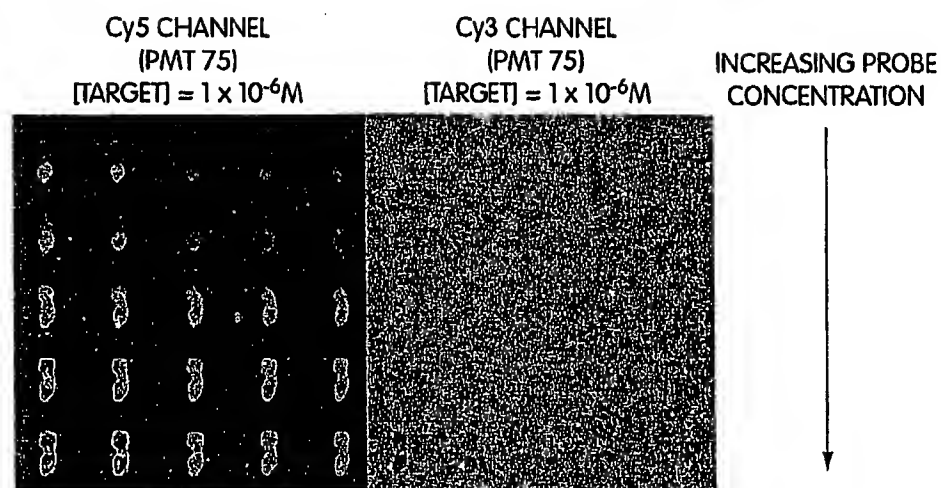 Cy5 CHANNEL
(PMT 75)
[TARGET] = 1 x 10⁻⁶M
Cy3 CHANNEL
(PMT 75)
[TARGET] = 1 x 10⁻⁶M
INCREASING PROBE
CONCENTRATION